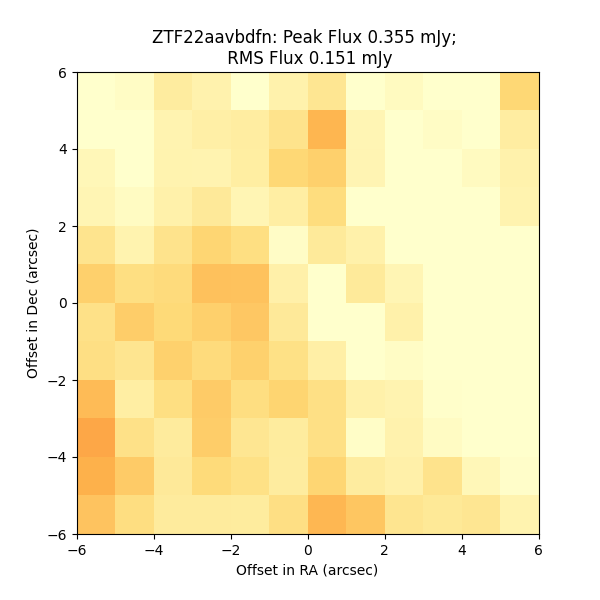 ZTF22aavbdfn: Peak Flux 0.355 mJy;
RMS Flux 0.151 mJy
6
4
2
0
−2
−4
−6
Offset in Dec (arcsec)
−6 −4 −2 0 2 4 6
Offset in RA (arcsec)